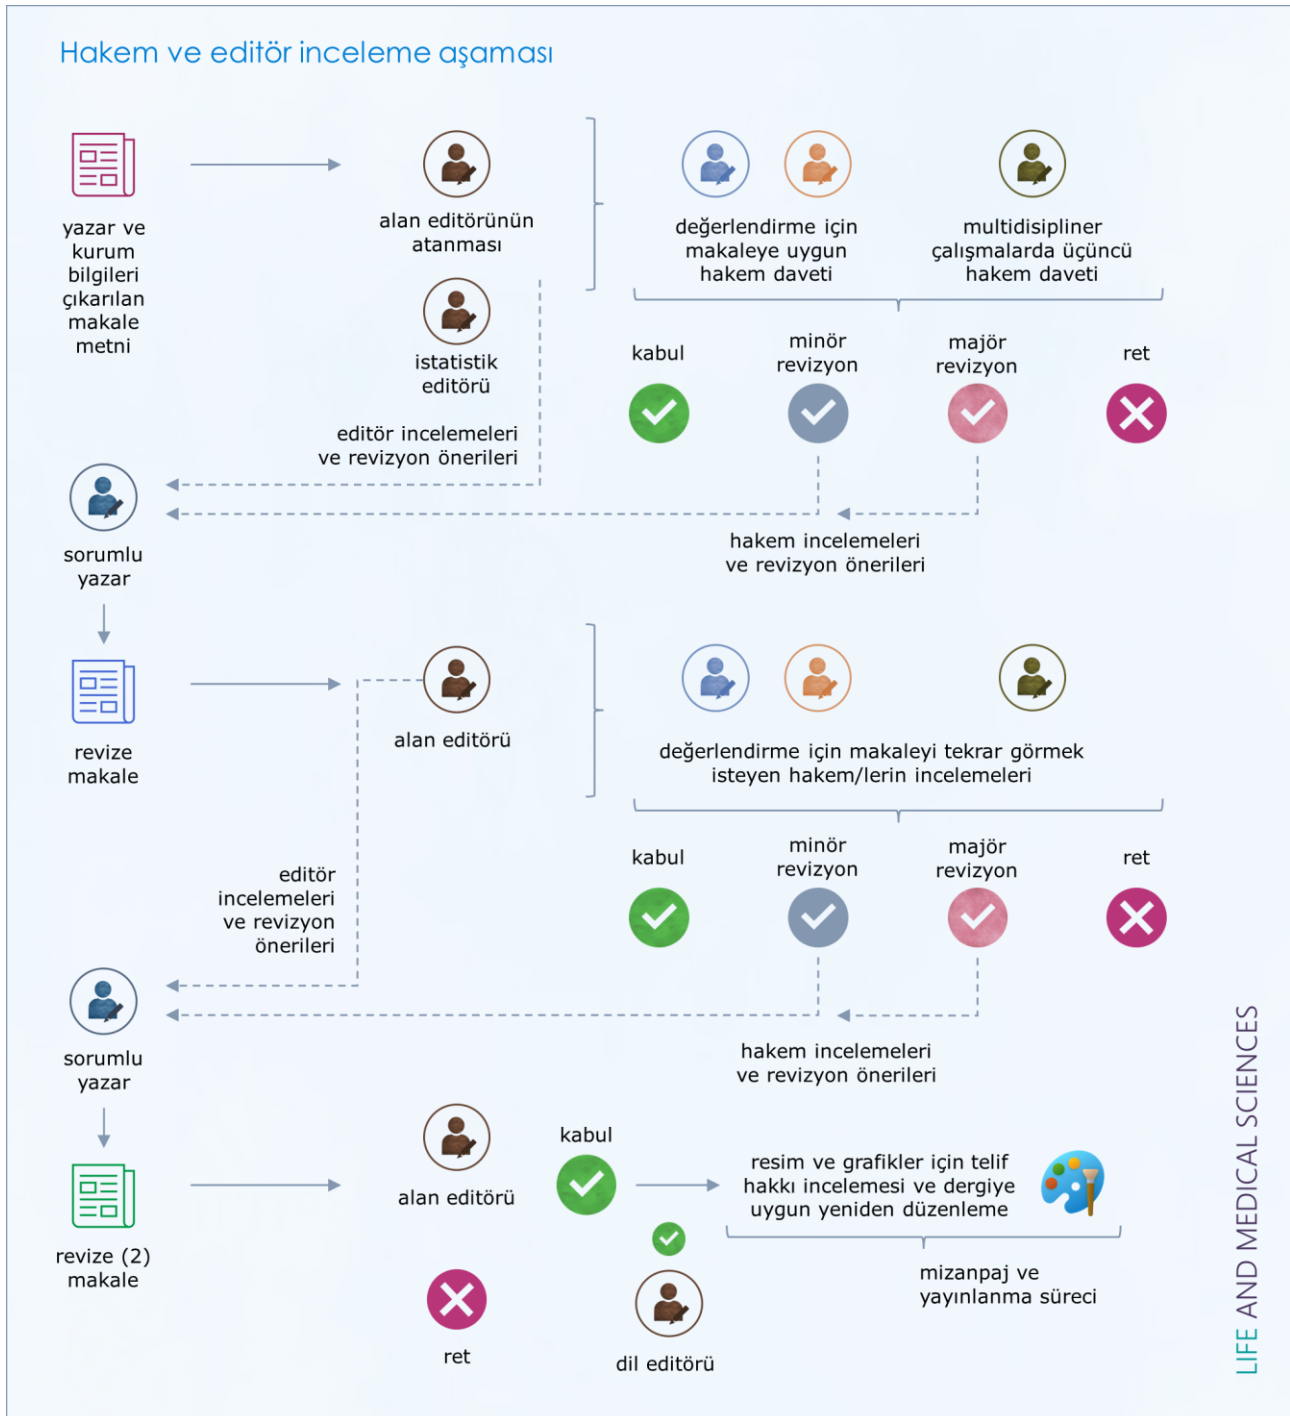 Hakem ve editör inceleme aşaması
yazar ve
kurum
bilgileri
çıkarılan
makale
metni
alan editörünün
atanması
istatistik
editörü
değerlendirme için
makaleye uygun
hakem daveti
multidisipliner
çalışmalarda üçüncü
hakem daveti
kabul
minör
revizyon
majör
revizyon
ret
editör incelemeleri
ve revizyon önerileri
sorumlu
yazar
hakem incelemeleri
ve revizyon önerileri
revize
makale
alan editörü
değerlendirme için makaleyi tekrar görmek
isteyen hakem/lerin incelemeleri
kabul
minör
revizyon
majör
revizyon
ret
editör
incelemeleri
ve revizyon
önerileri
sorumlu
yazar
hakem incelemeleri
ve revizyon önerileri
revize (2)
makale
alan editörü
kabul
ret
dil editörü
resim ve grafikler için telif
hakkı incelemesi ve dergiye
uygun yeniden düzenleme
mizanpaj ve
yayınlanma süreci
LIFE AND MEDICAL SCIENCES